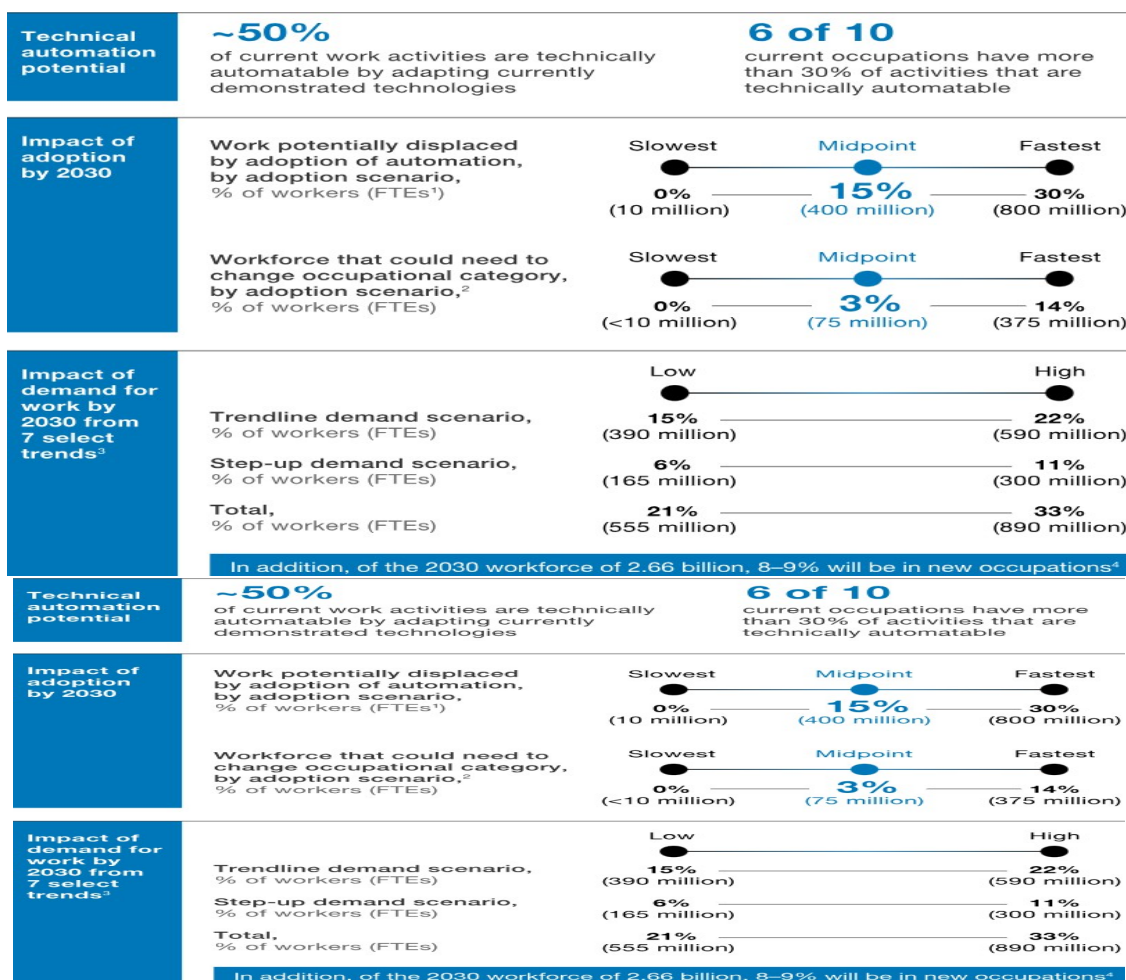 Technical
automation
potential
~50%
of current work activities are technically
automatable by adapting currently
demonstrated technologies
6 of 10
current occupations have more
than 30% of activities that are
technically automatable
Impact of
adoption
by 2030
Work potentially displaced
by adoption of automation,
by adoption scenario,
% of workers (FTEs¹)
Slowest Midpoint Fastest
0% 15% 30%
(10 million) (400 million) (800 million)
Workforce that could need to
change occupational category,
by adoption scenario,²
% of workers (FTEs)
Slowest Midpoint Fastest
0% 3% 14%
(<10 million) (75 million) (375 million)
Impact of
demand for
work by
2030 from
7 select
trends³
Low High
Trendline demand scenario,
% of workers (FTEs)
15% 22%
(390 million) (590 million)
Step-up demand scenario,
% of workers (FTEs)
6% 11%
(165 million) (300 million)
Total,
% of workers (FTEs)
21% 33%
(555 million) (890 million)
In addition, of the 2030 workforce of 2.66 billion, 8–9% will be in new occupations⁴
Technical
automation
potential
~50%
of current work activities are technically
automatable by adapting currently
demonstrated technologies
6 of 10
current occupations have more
than 30% of activities that are
technically automatable
Impact of
adoption
by 2030
Work potentially displaced
by adoption of automation,
by adoption scenario,
% of workers (FTEs¹)
Slowest Midpoint Fastest
0% 15% 30%
(10 million) (400 million) (800 million)
Workforce that could need to
change occupational category,
by adoption scenario,²
% of workers (FTEs)
Slowest Midpoint Fastest
0% 3% 14%
(<10 million) (75 million) (375 million)
Impact of
demand for
work by
2030 from
7 select
trends³
Low High
Trendline demand scenario,
% of workers (FTEs)
15% 22%
(390 million) (590 million)
Step-up demand scenario,
% of workers (FTEs)
6% 11%
(165 million) (300 million)
Total,
% of workers (FTEs)
21% 33%
(555 million) (890 million)
In addition, of the 2030 workforce of 2.66 billion, 8–9% will be in new occupations⁴